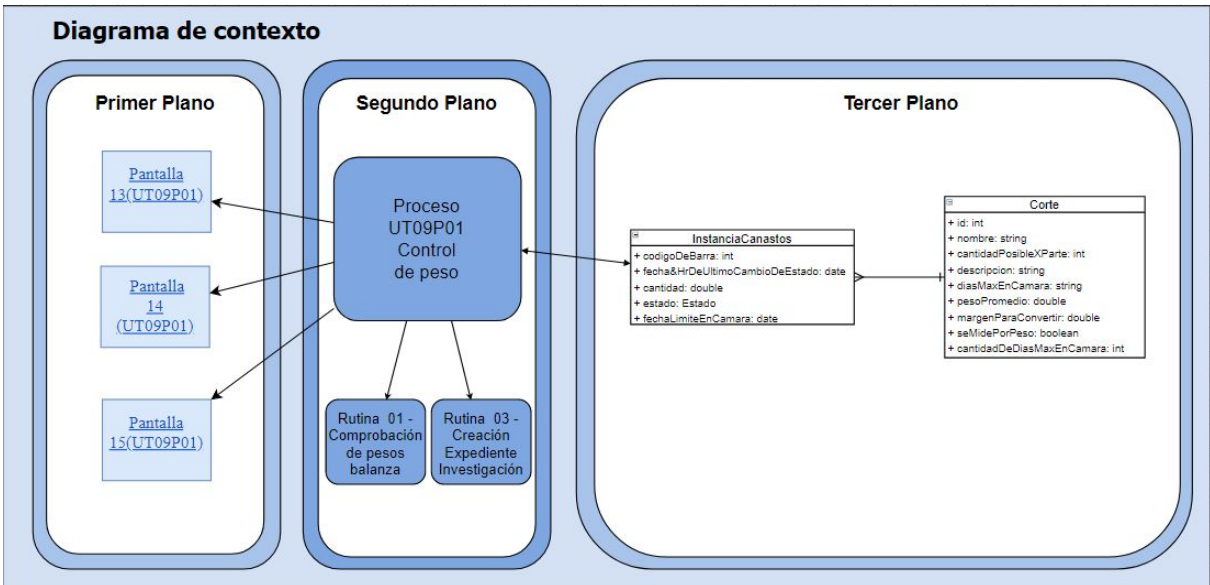 Diagrama de contexto
Primer Plano
Pantalla
13(UT09P01)
Pantalla
14
(UT09P01)
Pantalla
15(UT09P01)
Segundo Plano
Proceso
UT09P01
Control
de peso
Rutina 01 -
Comprobación
de pesos
balanza
Rutina 03 -
Creación
Expediente
Investigación
Tercer Plano
InstanciaCanastos
+ codigoDeBarra: int
+ fecha&HrDeUltimoCambioDeEstado: date
+ cantidad: double
+ estado: Estado
+ fechaLimiteEnCamara: date
Corte
+ id: int
+ nombre: string
+ cantidadPosibleXParte: int
+ descripcion: string
+ diasMaxEnCamara: string
+ pesoPromedio: double
+ margenParaConvertir: double
+ seMidePorPeso: boolean
+ cantidadDeDiasMaxEnCamara: int